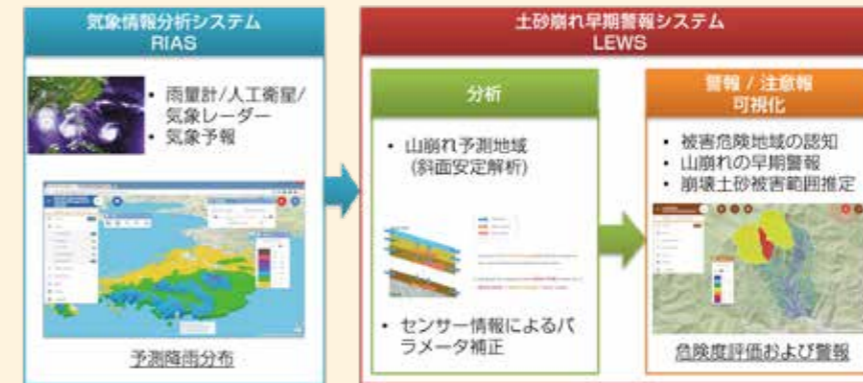 気象情報分析システム
RIAS
• 雨量計/人工衛星/
気象レーダー
• 気象予報
予測降雨分布
土砂崩れ早期警報システム
LEWS
分析
• 山崩れ予測地域
(斜面安定解析)
• センサー情報によるパ
ラメータ補正
警報 / 注意報
可視化
• 被害危険地域の認知
• 山崩れの早期警報
• 崩壊土砂被害範囲推定
危険度評価および警報